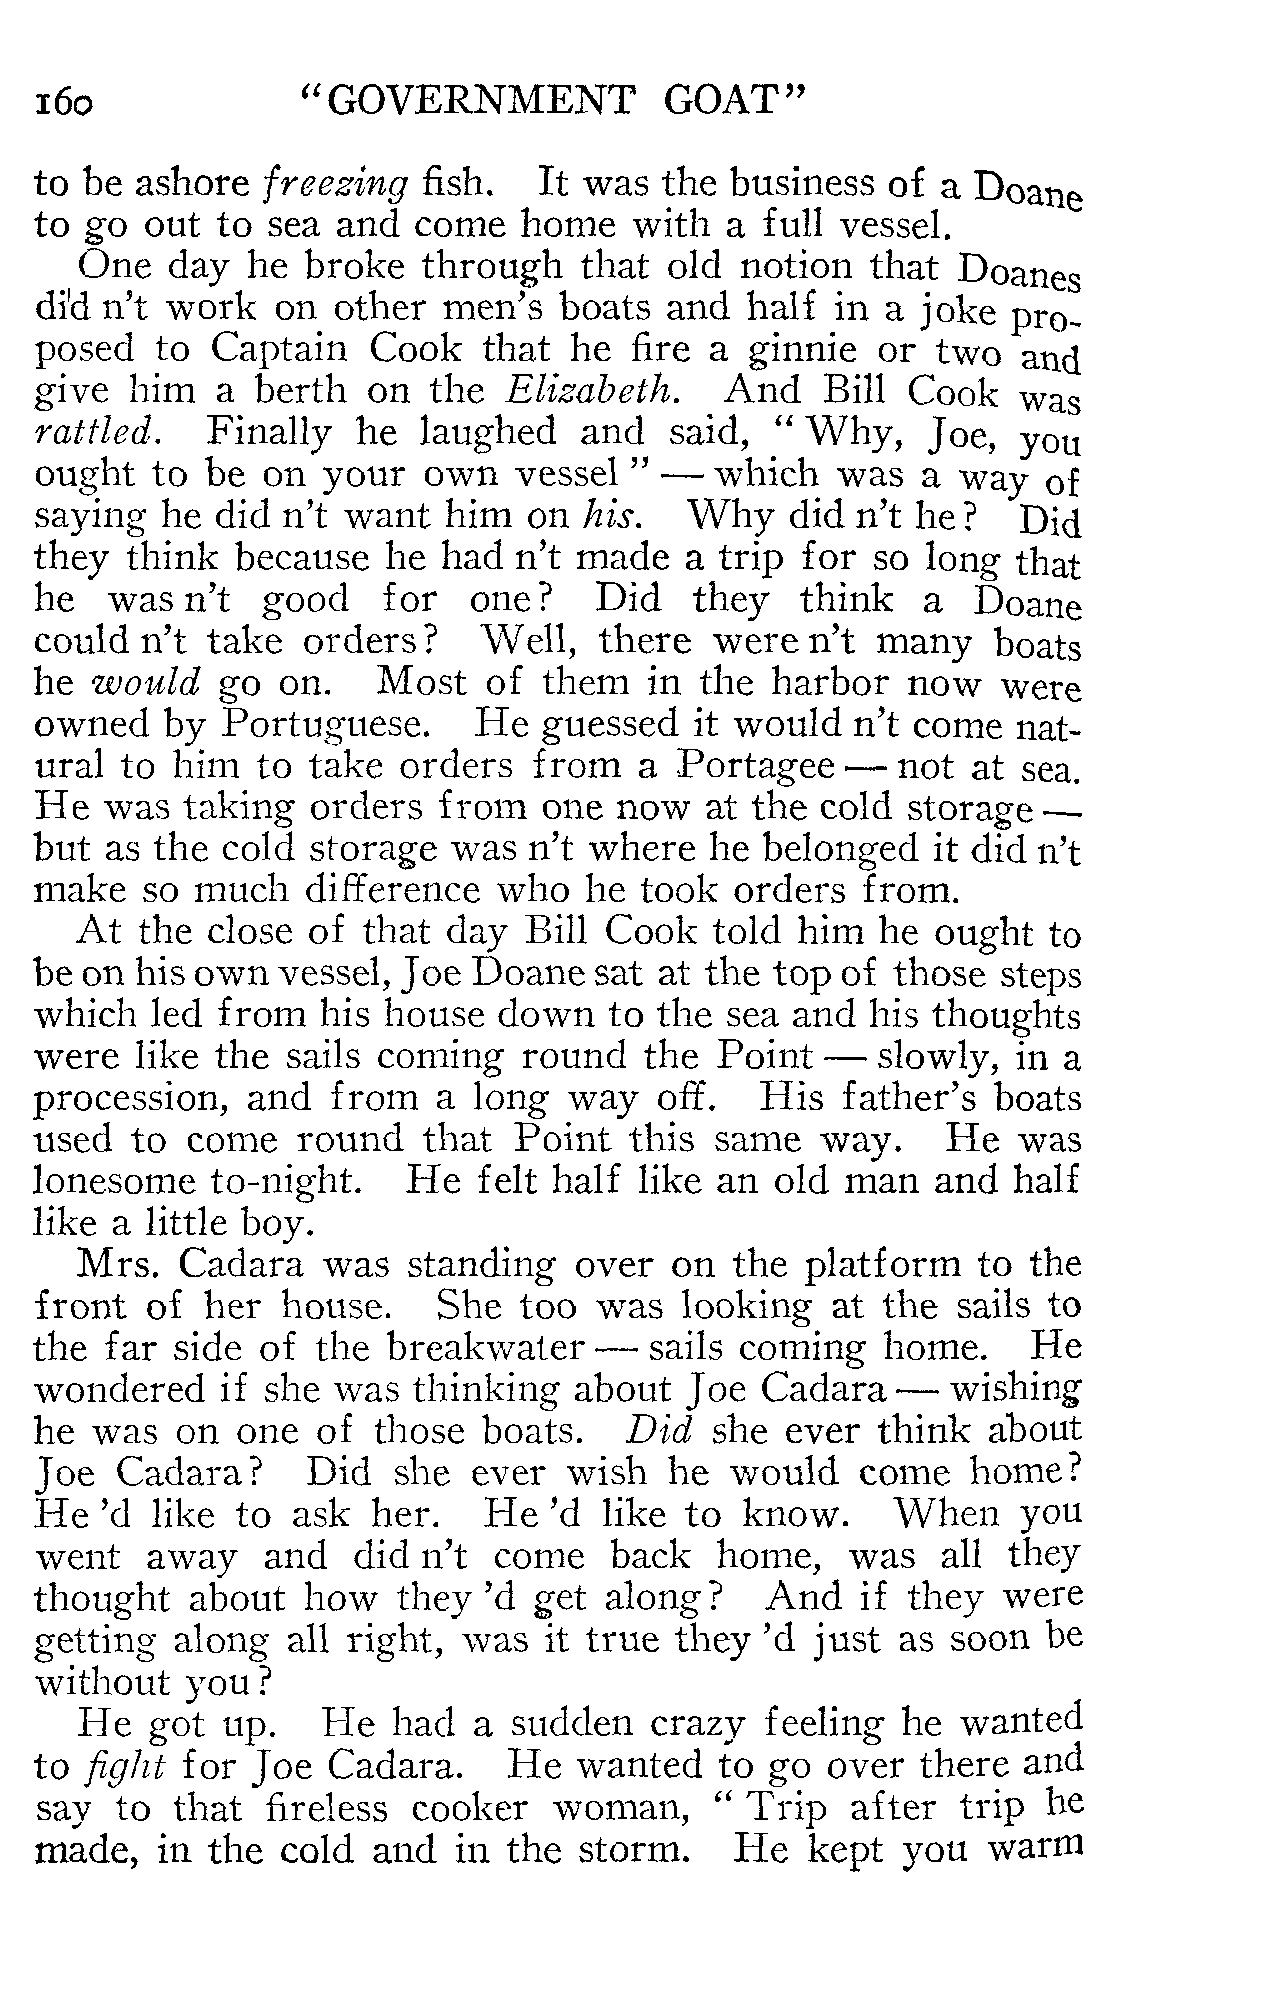 160 "GOVERNMENT GOAT"
to be ashore freezing fish. It was the business of a Doane
to go out to sea and come home with a full vessel.
One day he broke through that old notion that Doanes
did n't work on other men's boats and half in a joke pro-
posed to Captain Cook that he fire a ginnie or two and
give him a berth on the Elizabeth. And Bill Cook was
rattled. Finally he laughed and said, " Why, Joe, you
ought to be on your own vessel " — which was a way of
saying he did n't want him on his. Why did n't he? Did
they think because he had n't made a trip for so long that
he was n't good for one? Did they think a Doane
could n't take orders? Well, there were n't many boats
he would go on. Most of them in the harbor now were
owned by Portuguese. He guessed it would n't come nat-
ural to him to take orders from a Portagee — not at sea.
He was taking orders from one now at the cold storage —
but as the cold storage was n't where he belonged it did n't
make so much difference who he took orders from.
At the close of that day Bill Cook told him he ought to
be on his own vessel, Joe Doane sat at the top of those steps
which led from his house down to the sea and his thoughts
were like the sails coming round the Point — slowly, in a
procession, and from a long way off. His father's boats
used to come round that Point this same way. He was
lonesome to-night. He felt half like an old man and half
like a little boy.
Mrs. Cadara was standing over on the platform to the
front of her house. She too was looking at the sails to
the far side of the breakwater — sails coming home. He
wondered if she was thinking about Joe Cadara — wishing
he was on one of those boats. Did she ever think about
Joe Cadara? Did she ever wish he would come home?
He 'd like to ask her. He 'd like to know. When you
went away and did n't come back home, was all they
thought about how they 'd get along? And if they were
getting along all right, was it true they 'd just as soon be
without you?
He got up. He had a sudden crazy feeling he wanted
to fight for Joe Cadara. He wanted to go over there and
say to that fireless cooker woman, " Trip after trip he
made, in the cold and in the storm. He kept you warm